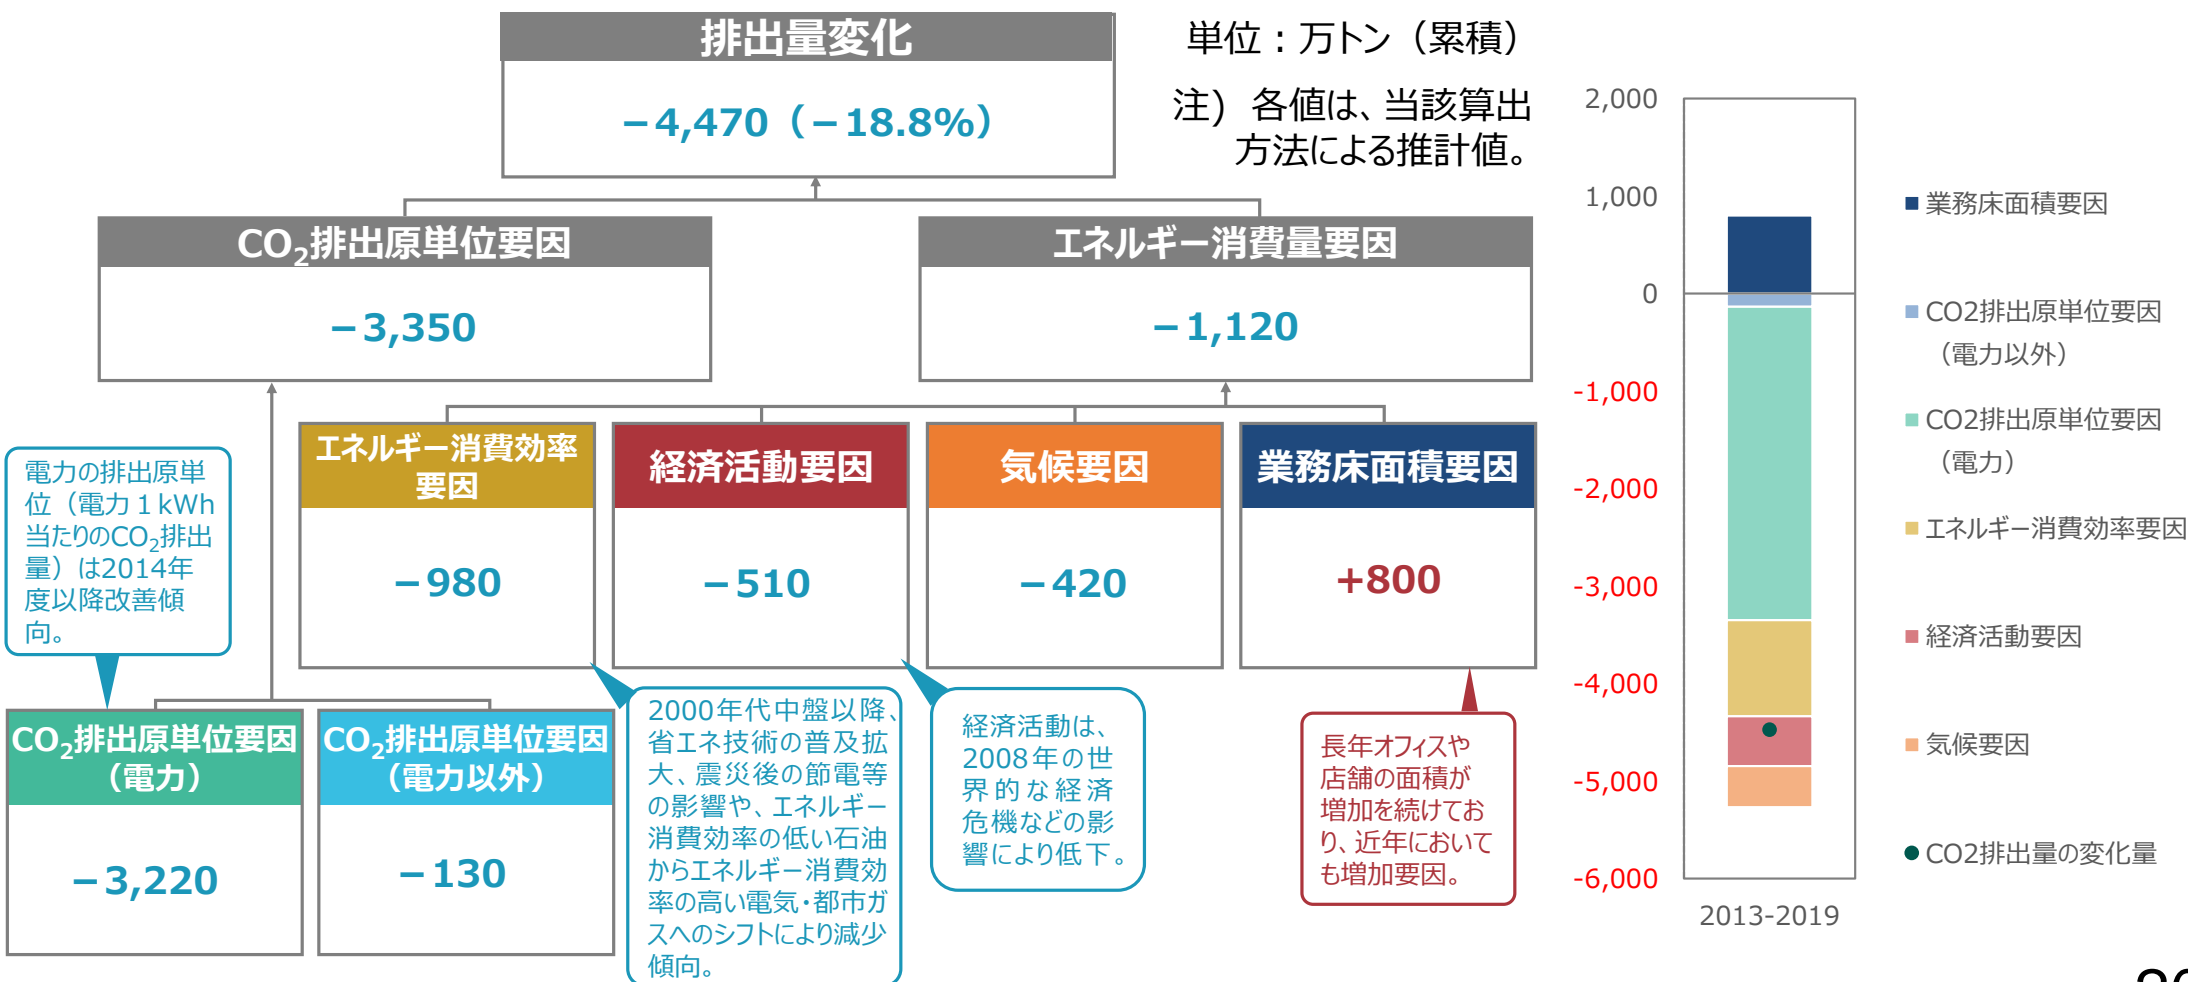 排出量変化
−4,470（−18.8%）
単位：万トン（累積）
注) 各値は、当該算出
方法による推計値。
CO2排出原単位要因
−3,350
エネルギー消費量要因
−1,120
電力の排出原単
位（電力１kWh
当たりのCO2排出
量）は2014年
度以降改善傾
向。
エネルギー消費効率
要因
−980
経済活動要因
−510
気候要因
−420
業務床面積要因
+800
CO2排出原単位要因
（電力）
−3,220
CO2排出原単位要因
（電力以外）
−130
2000年代中盤以降、
省エネ技術の普及拡
大、震災後の節電等
の影響や、エネルギー
消費効率の低い石油
からエネルギー消費効
率の高い電気・都市ガ
スへのシフトにより減少
傾向。
経済活動は、
2008年の世
界的な経済
危機などの影
響により低下。
長年オフィスや
店舗の面積が
増加を続けてお
り、近年において
も増加要因。
2,000
1,000
0
-1,000
-2,000
-3,000
-4,000
-5,000
-6,000
2013-2019
業務床面積要因
CO2排出原単位要因
（電力以外）
CO2排出原単位要因
（電力）
エネルギー消費効率要因
経済活動要因
気候要因
CO2排出量の変化量